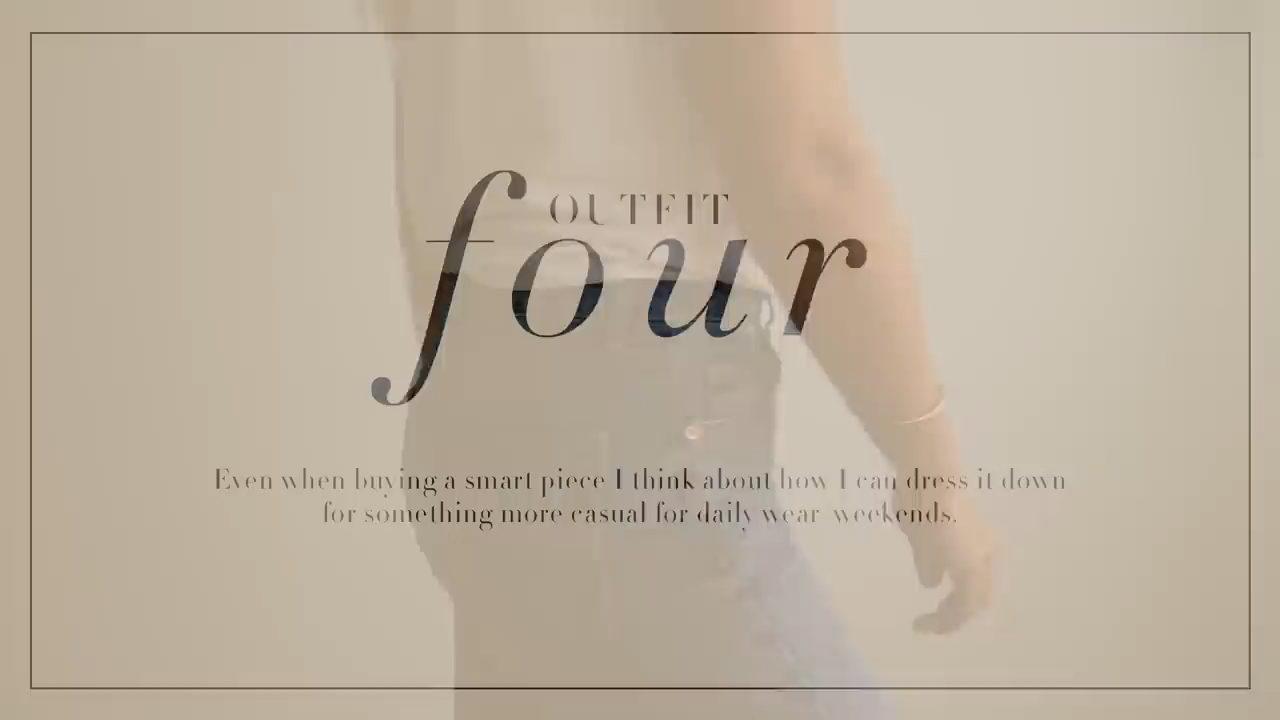 OUTFIT
four
Even when buying a smart piece I think about how I can dress it down
for something more casual for daily wear weekends.